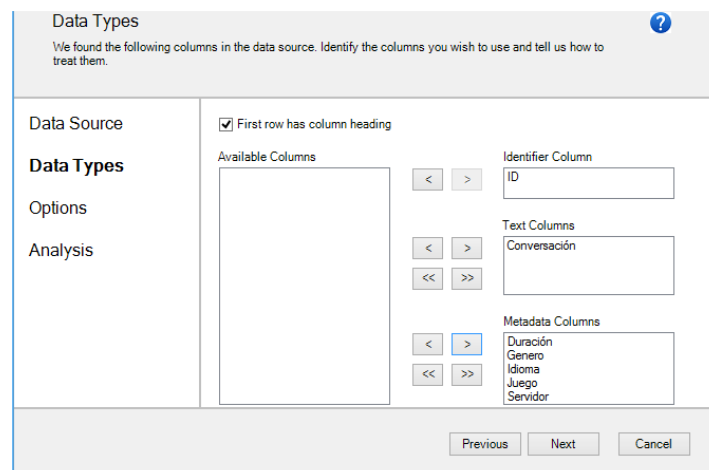 Data Types
We found the following columns in the data source. Identify the columns you wish to use and tell us how to
treat them.
?
Data Source
Data Types
Options
Analysis
First row has column heading
Available Columns
Identifier Column
< >
ID
Text Columns
< >
<< >>
Conversación
Metadata Columns
< >
<< >>
Duración
Genero
Idioma
Juego
Servidor
Previous Next Cancel